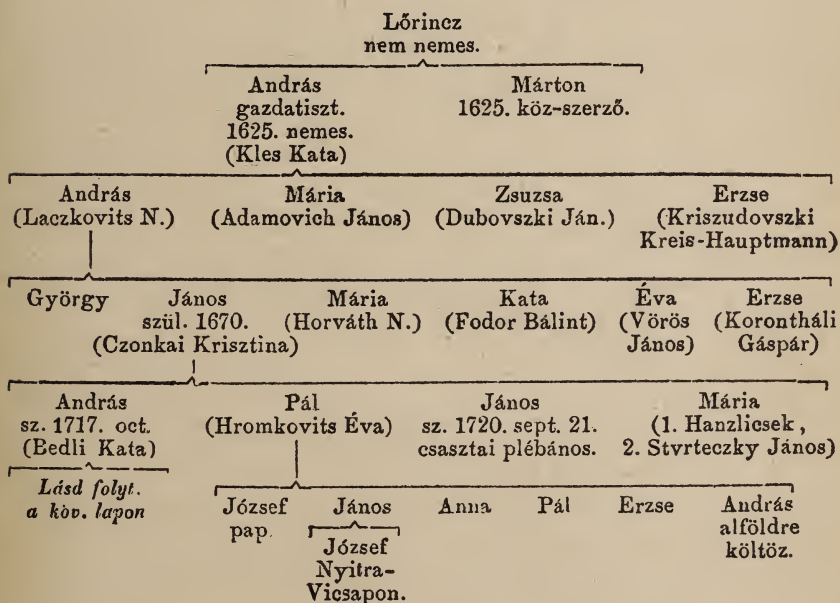 Lőrincz
nem nemes.
András Márton
gazdatiszt. 1625. köz-szerző.
1625. nemes.
(Kles Kata)
András Mária Zsuzsa Erzse
(Laczkovits N.) (Adamovich János) (Dubovszki Ján.) (Kriszudovszki
Kreis-Hauptmann)
György János Mária Kata Éva Erzse
szül. 1670. (Horváth N.) (Fodor Bálint) (Vörös (Korontháli
(Czonkai Krisztina) János) Gáspár)
András Pál János Mária
sz. 1717. oct. (Hromkovits Éva) sz. 1720. sept. 21. (1. Hanzlicsek,
(Bedli Kata) csasztai plébános. 2. Stvrteczky János)
Lásd folyt.
a köv. lapon
József János Anna Pál Erzse András
pap. alföldre
József költöz.
Nyitra-
Vicsapon.